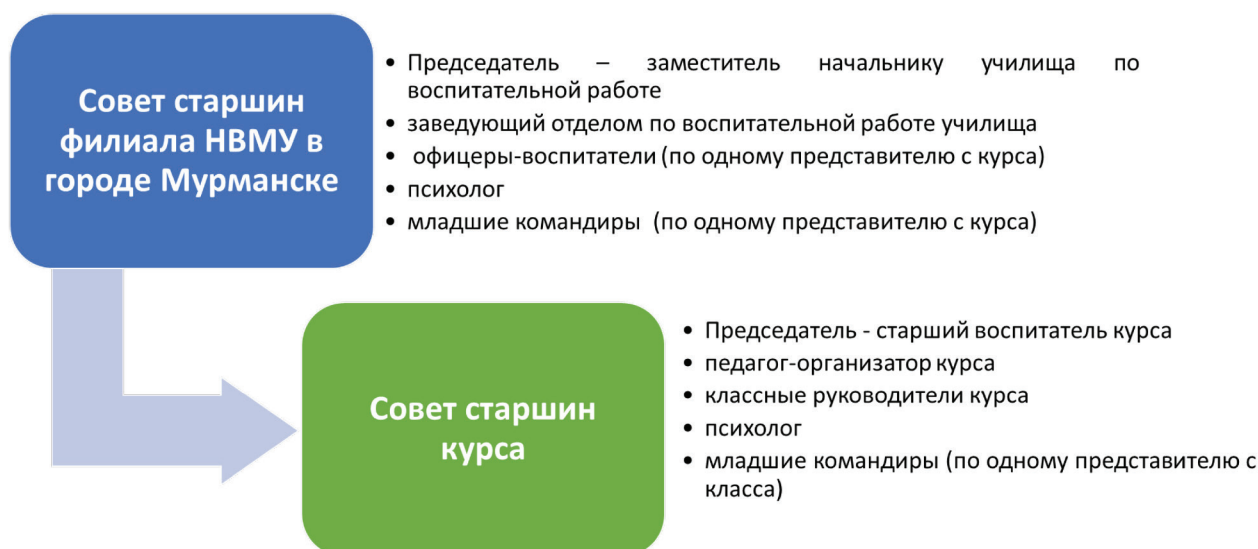 Совет старшин
филиала НВМУ в
городе Мурманске
• Председатель – заместитель начальнику училища по
воспитательной работе
• заведующий отделом по воспитательной работе училища
• офицеры-воспитатели (по одному представителю с курса)
• психолог
• младшие командиры (по одному представителю с курса)
Совет старшин
курса
• Председатель - старший воспитатель курса
• педагог-организатор курса
• классные руководители курса
• психолог
• младшие командиры (по одному представителю с
класса)